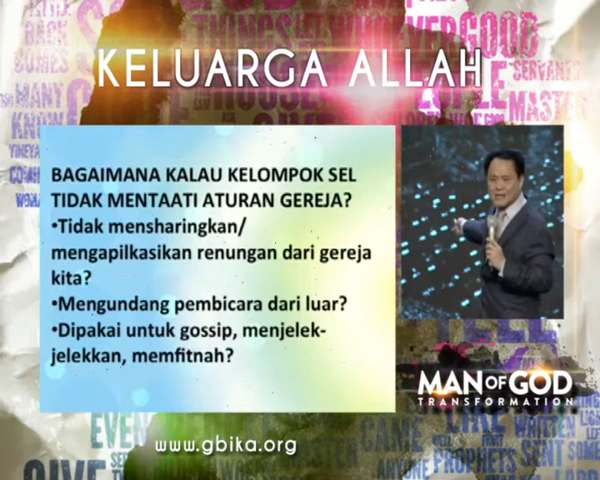 KELUARGA ALLAH
BAGAIMANA KALAU KELOMPOK SEL
TIDAK MENTAATI ATURAN GEREJA?
•Tidak mensharingkan/
mengapilkasikan renungan dari gereja
kita?
•Mengundang pembicara dari luar?
•Dipakai untuk gossip, menjelek-
jelekkan, memfitnah?
MAN OF GOD
TRANSFORMATION
www.gbika.org